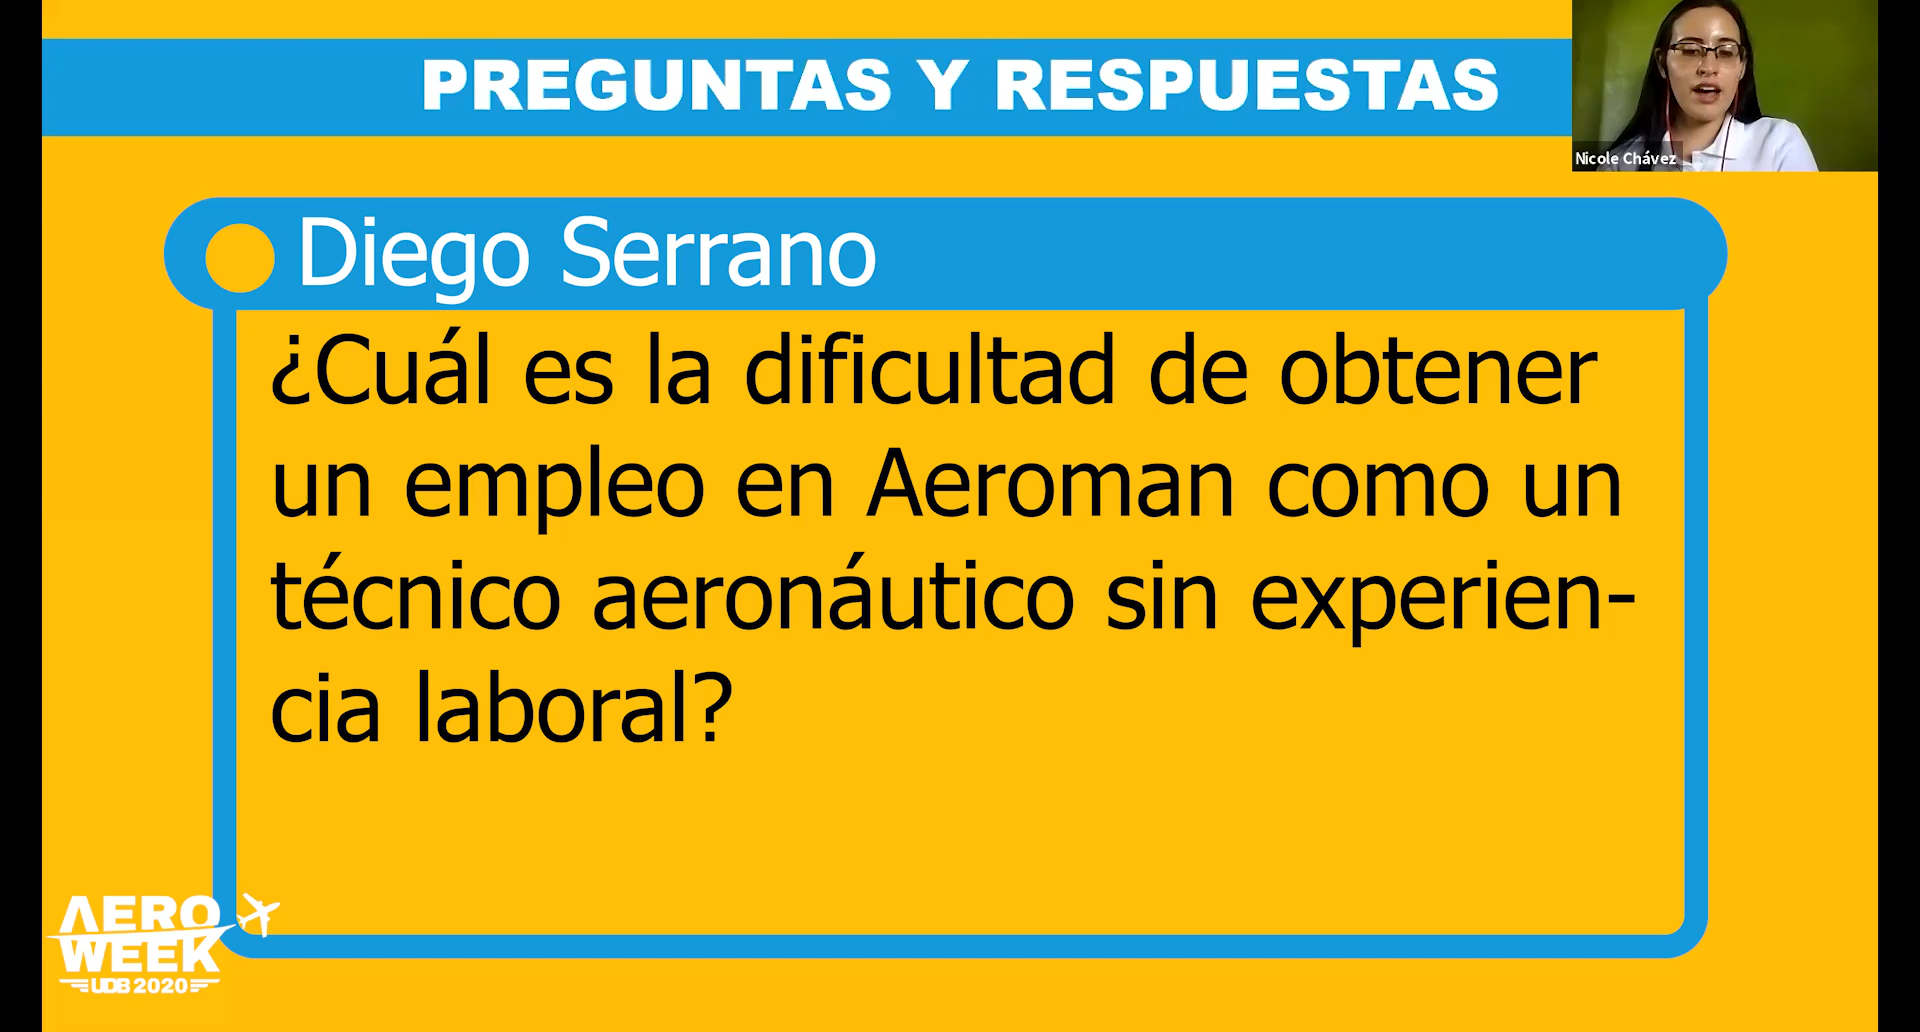 PREGUNTAS Y RESPUESTAS
Nicole Chávez
Diego Serrano
¿Cuál es la dificultad de obtener
un empleo en Aeroman como un
técnico aeronáutico sin experien-
cia laboral?
AERO
WEEK
UDB 2020